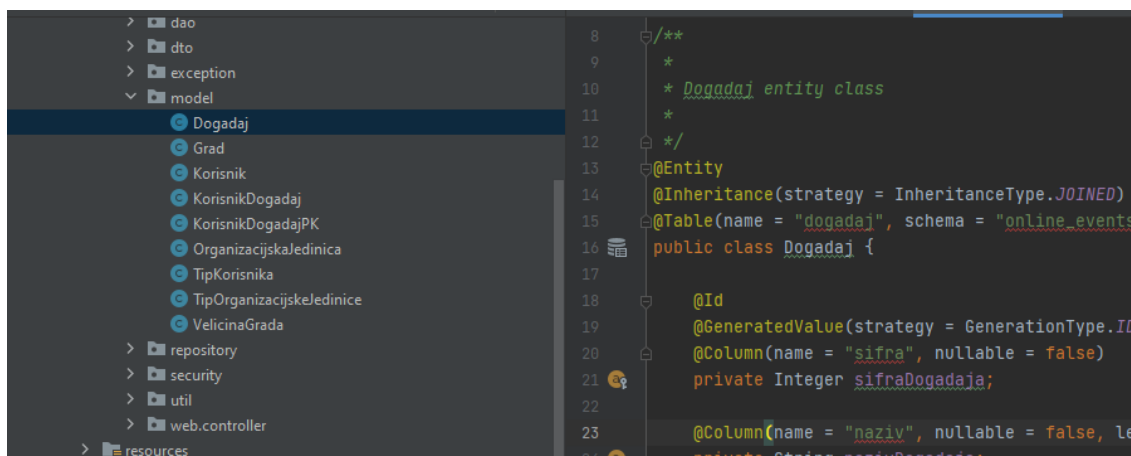 dao
dto
exception
model
Dogadaj
Grad
Korisnik
KorisnikDogadaj
KorisnikDogadajPK
OrganizacijskaJedinica
TipKorisnika
TipOrganizacijskeJedinice
VelicinaGrada
repository
security
util
web.controller
resources
8 /**
9 *
10 * Dogadaj entity class
11 *
12 */
13 @Entity
14 @Inheritance(strategy = InheritanceType.JOINED)
15 @Table(name = "dogadaj", schema = "online_events
16 public class Dogadaj {
17
18 @Id
19 @GeneratedValue(strategy = GenerationType.ID
20 @Column(name = "sifra", nullable = false)
21 private Integer sifraDogadaja;
22
23 @Column(name = "naziv", nullable = false, le